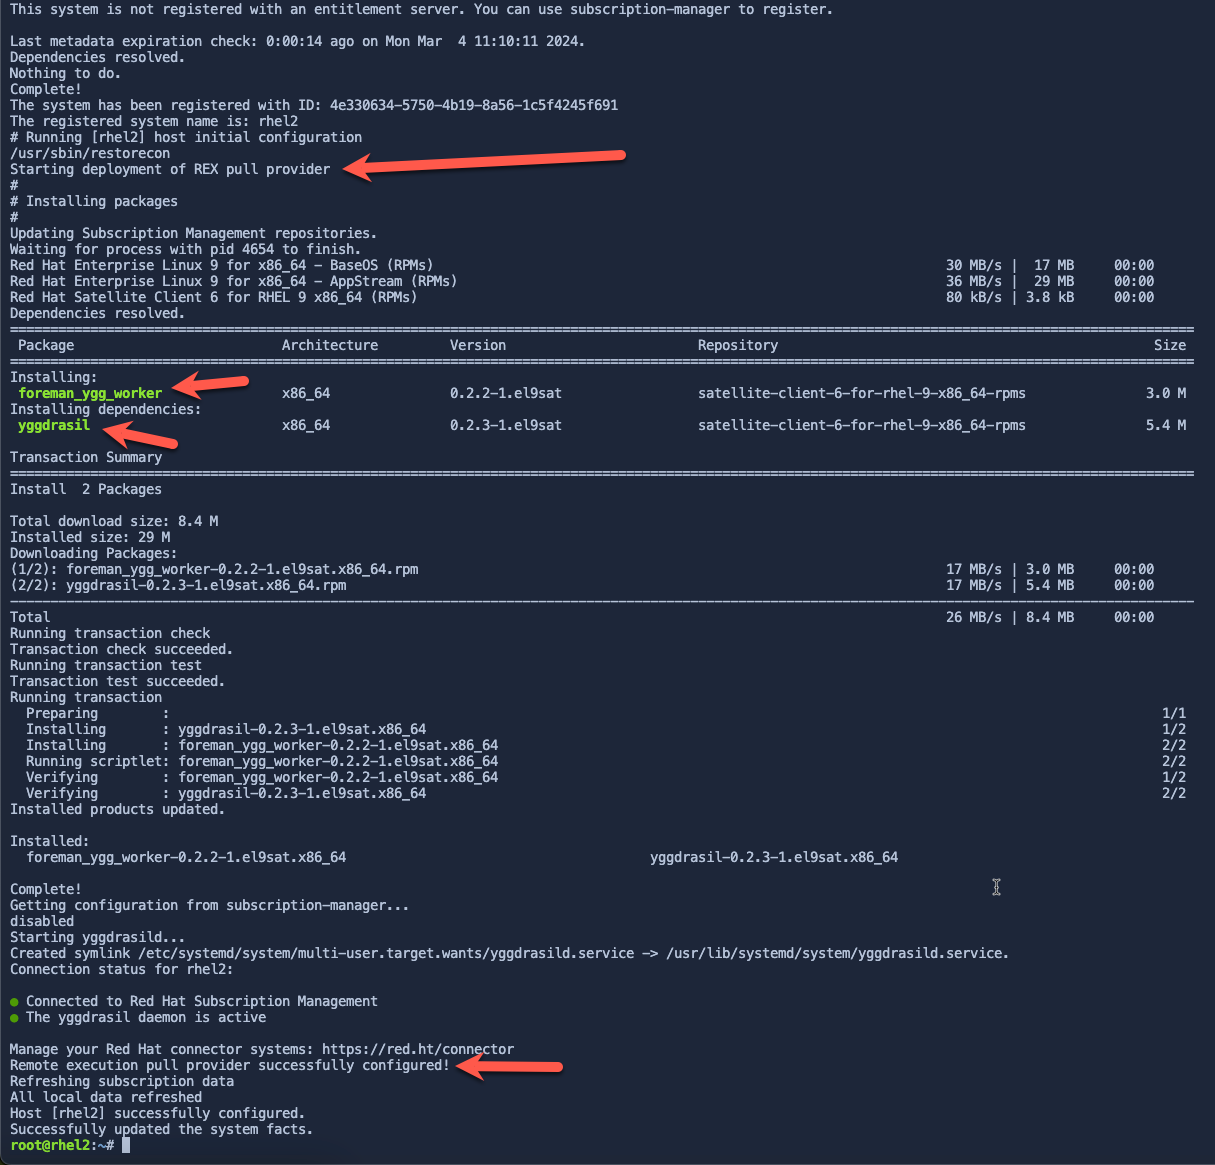 This system is not registered with an entitlement server. You can use subscription-manager to register.
Last metadata expiration check: 0:00:14 ago on Mon Mar  4 11:10:11 2024.
Dependencies resolved.
Nothing to do.
Complete!
The system has been registered with ID: 4e330634-5750-4b19-8a56-1c5f4245f691
The registered system name is: rhel2
# Running [rhel2] host initial configuration
/usr/sbin/restorecon
Starting deployment of REX pull provider
#
# Installing packages
#
Updating Subscription Management repositories.
Waiting for process with pid 4654 to finish.
Red Hat Enterprise Linux 9 for x86_64 - BaseOS (RPMs) 30 MB/s |  17 MB 00:00
Red Hat Enterprise Linux 9 for x86_64 - AppStream (RPMs) 36 MB/s |  29 MB 00:00
Red Hat Satellite Client 6 for RHEL 9 x86_64 (RPMs) 80 kB/s | 3.8 kB 00:00
Dependencies resolved.
Package Architecture Version Repository Size
Installing:
foreman_ygg_worker x86_64 0.2.2-1.el9sat satellite-client-6-for-rhel-9-x86_64-rpms 3.0 M
Installing dependencies:
yggdrasil x86_64 0.2.3-1.el9sat satellite-client-6-for-rhel-9-x86_64-rpms 5.4 M
Transaction Summary
Install  2 Packages
Total download size: 8.4 M
Installed size: 29 M
Downloading Packages:
(1/2): foreman_ygg_worker-0.2.2-1.el9sat.x86_64.rpm 17 MB/s | 3.0 MB 00:00
(2/2): yggdrasil-0.2.3-1.el9sat.x86_64.rpm 17 MB/s | 5.4 MB 00:00
Total 26 MB/s | 8.4 MB 00:00
Running transaction check
Transaction check succeeded.
Running transaction test
Transaction test succeeded.
Running transaction
Preparing : 1/1
Installing : yggdrasil-0.2.3-1.el9sat.x86_64 1/2
Installing : foreman_ygg_worker-0.2.2-1.el9sat.x86_64 2/2
Running scriptlet: foreman_ygg_worker-0.2.2-1.el9sat.x86_64 2/2
Verifying : foreman_ygg_worker-0.2.2-1.el9sat.x86_64 1/2
Verifying : yggdrasil-0.2.3-1.el9sat.x86_64 2/2
Installed products updated.
Installed:
foreman_ygg_worker-0.2.2-1.el9sat.x86_64 yggdrasil-0.2.3-1.el9sat.x86_64
Complete!
Getting configuration from subscription-manager...
disabled
Starting yggdrasild...
Created symlink /etc/systemd/system/multi-user.target.wants/yggdrasild.service -> /usr/lib/systemd/system/yggdrasild.service.
Connection status for rhel2:
● Connected to Red Hat Subscription Management
● The yggdrasil daemon is active
Manage your Red Hat connector systems: https://red.ht/connector
Remote execution pull provider successfully configured!
Refreshing subscription data
All local data refreshed
Host [rhel2] successfully configured.
Successfully updated the system facts.
root@rhel2:~#